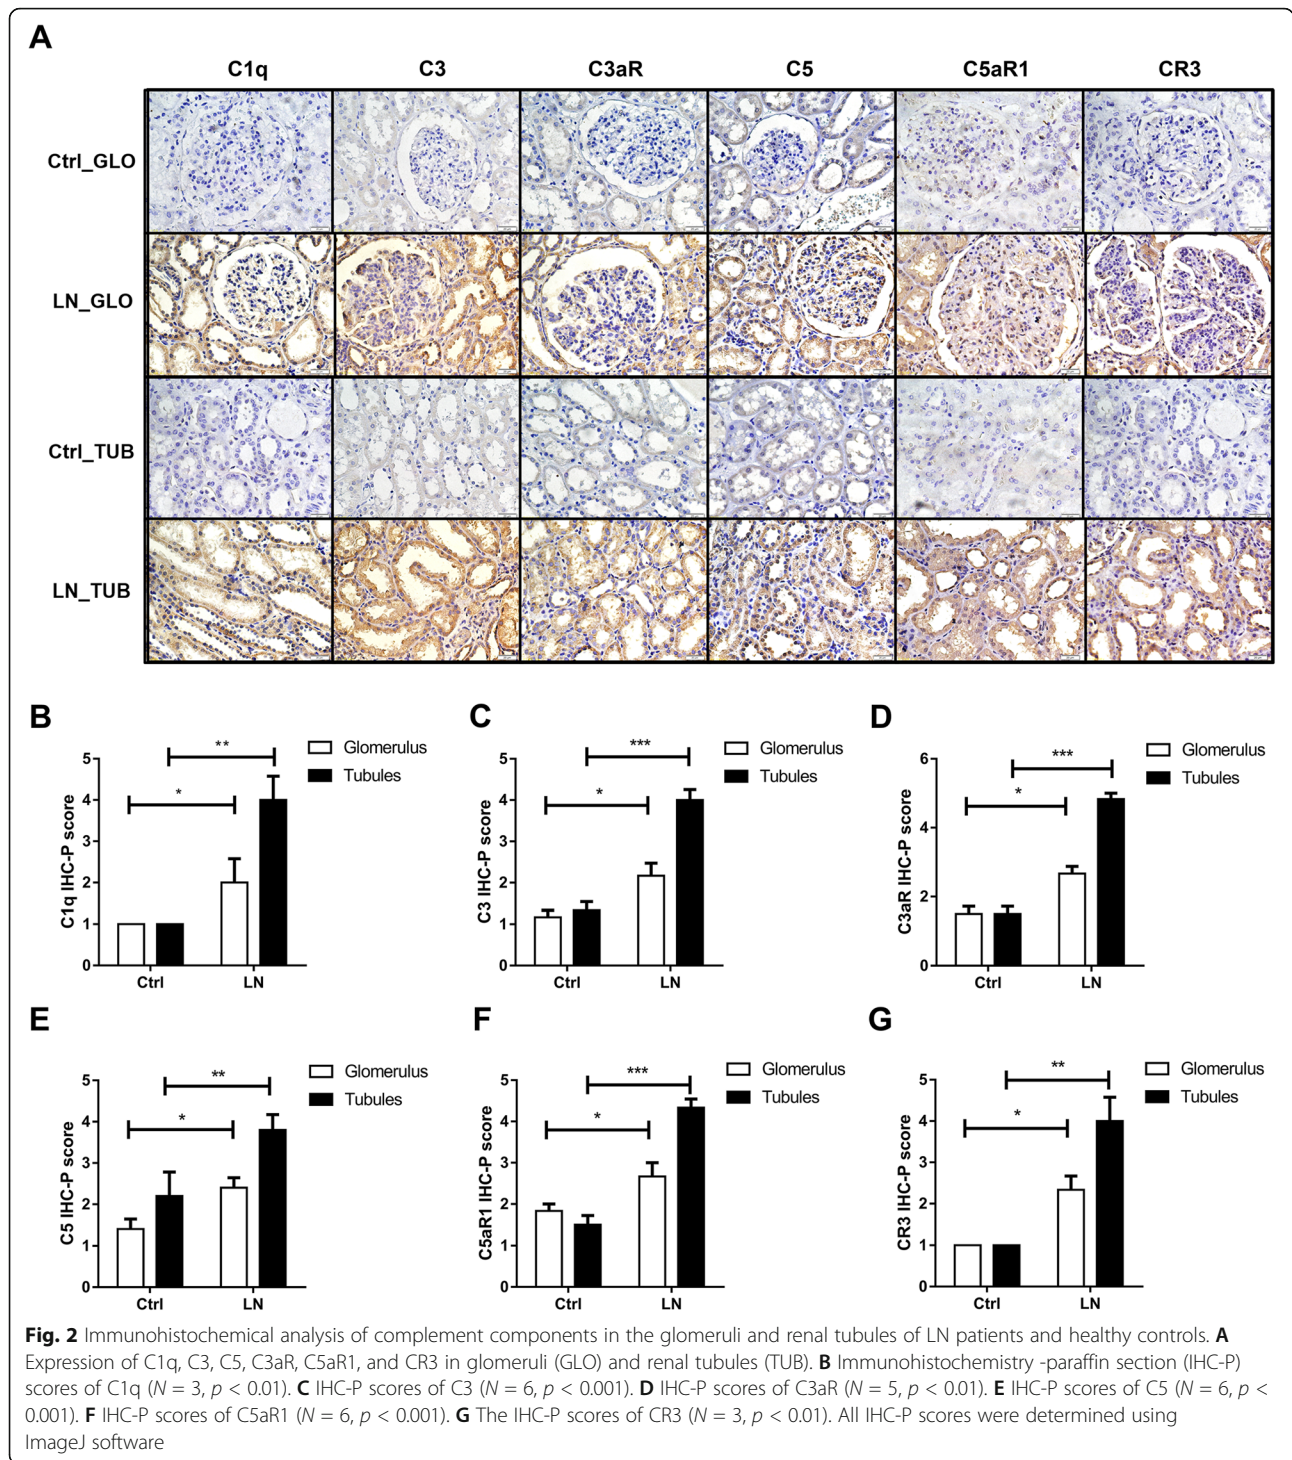 A
C1q C3 C3aR C5 C5aR1 CR3
Ctrl_GLO
LN_GLO
Ctrl_TUB
LN_TUB
B
C1q IHC-P score
5
4
3
2
1
0
**
*
Ctrl LN
Glomerulus
Tubules
C
C3 IHC-P score
5
4
3
2
1
0
***
*
Ctrl LN
Glomerulus
Tubules
D
C3aR IHC-P score
6
4
2
0
***
*
Ctrl LN
Glomerulus
Tubules
E
C5 IHC-P score
5
4
3
2
1
0
**
*
Ctrl LN
Glomerulus
Tubules
F
C5aR1 IHC-P score
5
4
3
2
1
0
***
*
Ctrl LN
Glomerulus
Tubules
G
CR3 IHC-P score
5
4
3
2
1
0
**
*
Ctrl LN
Glomerulus
Tubules
Fig. 2 Immunohistochemical analysis of complement components in the glomeruli and renal tubules of LN patients and healthy controls. A
Expression of C1q, C3, C5, C3aR, C5aR1, and CR3 in glomeruli (GLO) and renal tubules (TUB). B Immunohistochemistry -paraffin section (IHC-P)
scores of C1q (N = 3, p < 0.01). C IHC-P scores of C3 (N = 6, p < 0.001). D IHC-P scores of C3aR (N = 5, p < 0.01). E IHC-P scores of C5 (N = 6, p <
0.001). F IHC-P scores of C5aR1 (N = 6, p < 0.001). G The IHC-P scores of CR3 (N = 3, p < 0.01). All IHC-P scores were determined using
ImageJ software